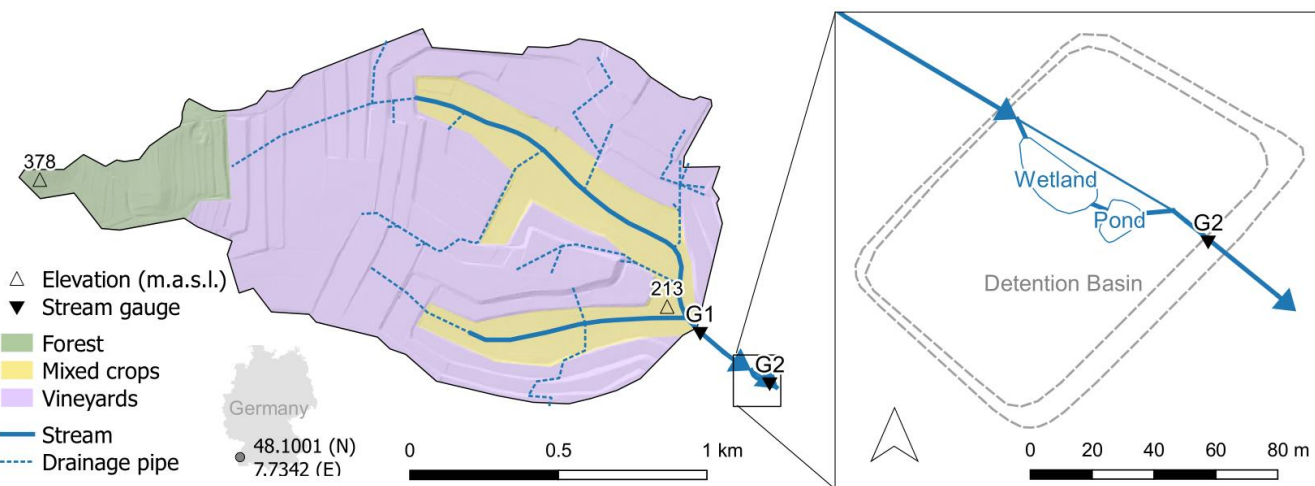 378
213
G1
G2
△ Elevation (m.a.s.l.)
▼ Stream gauge
Forest
Mixed crops
Vineyards
Stream
Drainage pipe
Germany
48.1001 (N)
7.7342 (E)
0 0.5 1 km
Wetland
Pond
G2
Detention Basin
0 20 40 60 80 m